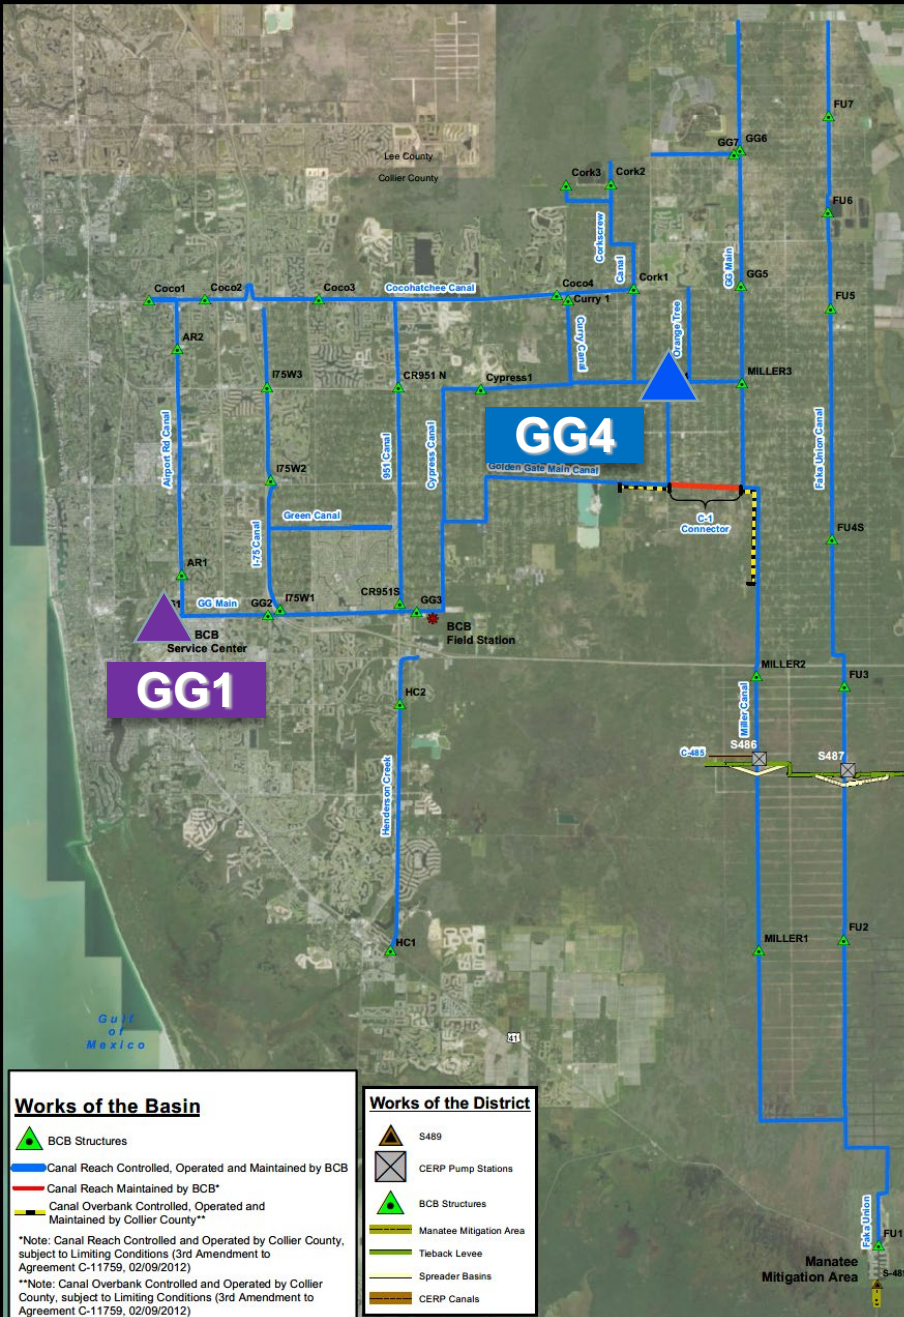 Lee County
Collier County
FU7
GG7
GG6
Cork3
Cork2
FU6
Corkscrew
Canal
GG Main
Coco1
Coco2
Coco3
Cocohatchee Canal
Coco4
Cork1
GG5
Curry 1
FU5
AR2
Curry Canal
Orange Tree
I75W3
CR951 N
Cypress1
MILLER3
Airport Rd Canal
951 Canal
Cypress Canal
GG4
Faka Union Canal
I75W2
Golden Gate Main Canal
Green Canal
C-1
Connector
I-75 Canal
FU4S
AR1
GG Main
GG2
I75W1
CR951S
GG3
BCB
Service Center
BCB
Field Station
GG1
MILLER2
FU3
HC2
Miller Canal
C-485
S486
S487
Henderson Creek
HC1
MILLER1
FU2
Gulf
of
Mexico
41
Works of the Basin
BCB Structures
Canal Reach Controlled, Operated and Maintained by BCB
Canal Reach Maintained by BCB*
Canal Overbank Controlled, Operated and
Maintained by Collier County**
*Note: Canal Reach Controlled and Operated by Collier County,
subject to Limiting Conditions (3rd Amendment to
Agreement C-11759, 02/09/2012)
**Note: Canal Overbank Controlled and Operated by Collier
County, subject to Limiting Conditions (3rd Amendment to
Agreement C-11759, 02/09/2012)
Works of the District
S489
CERP Pump Stations
BCB Structures
Manatee Mitigation Area
Tieback Levee
Spreader Basins
CERP Canals
Faka Union
FU1
Manatee
Mitigation Area